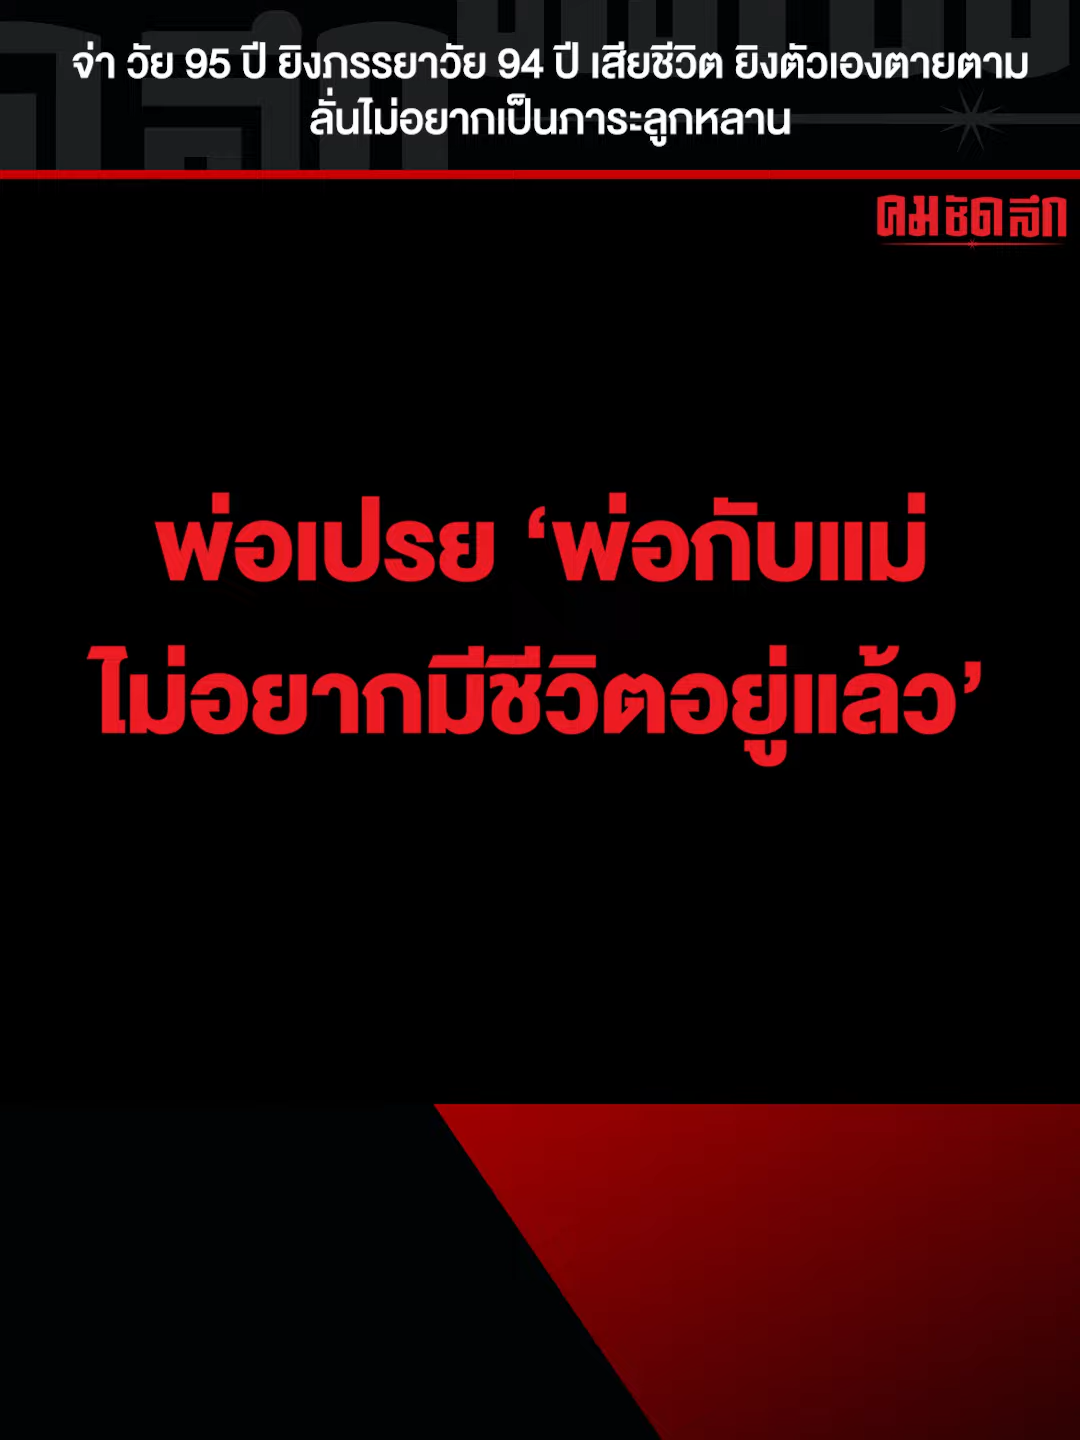 จ่า วัย 95 ปี ยิงภรรยาวัย 94 ปี เสียชีวิต ยิงตัวเองตายตาม
ลั่นไม่อยากเป็นภาระลูกหลาน
คมชัดลึก
พ่อเปรย ‘พ่อกับแม่
ไม่อยากมีชีวิตอยู่แล้ว’